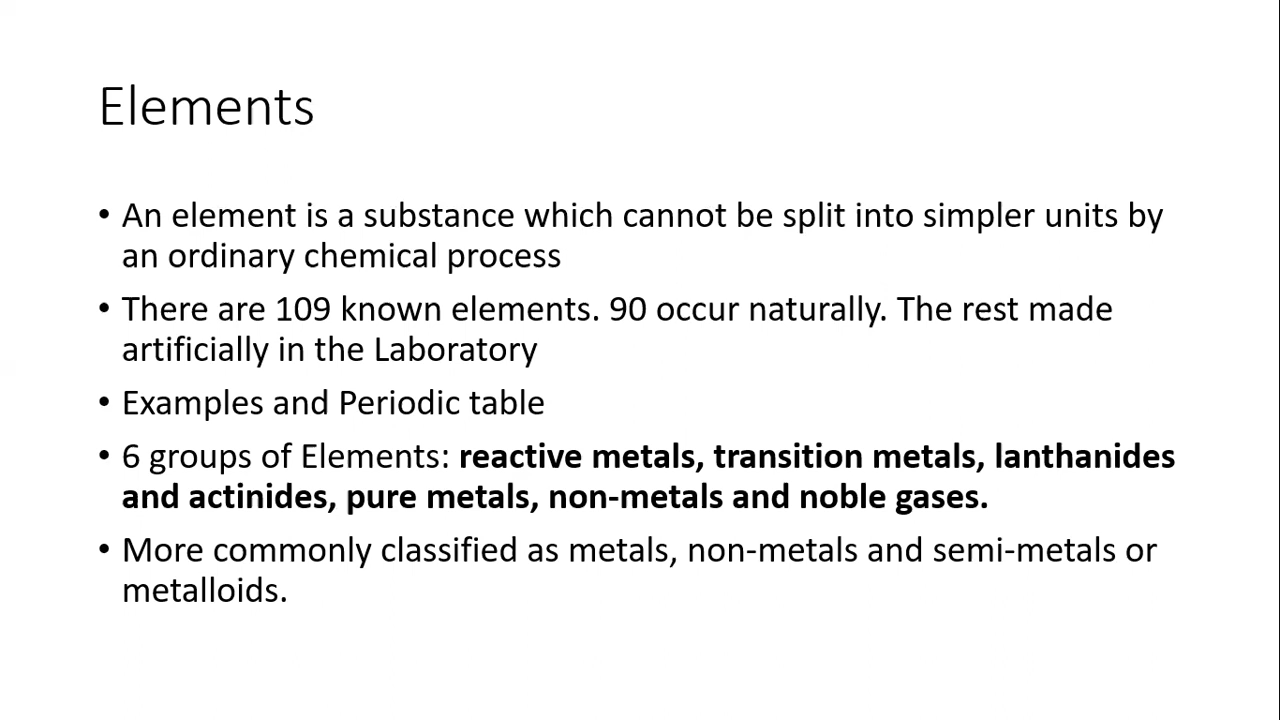 Elements
• An element is a substance which cannot be split into simpler units by
an ordinary chemical process
• There are 109 known elements. 90 occur naturally. The rest made
artificially in the Laboratory
• Examples and Periodic table
• 6 groups of Elements: reactive metals, transition metals, lanthanides
and actinides, pure metals, non-metals and noble gases.
• More commonly classified as metals, non-metals and semi-metals or
metalloids.